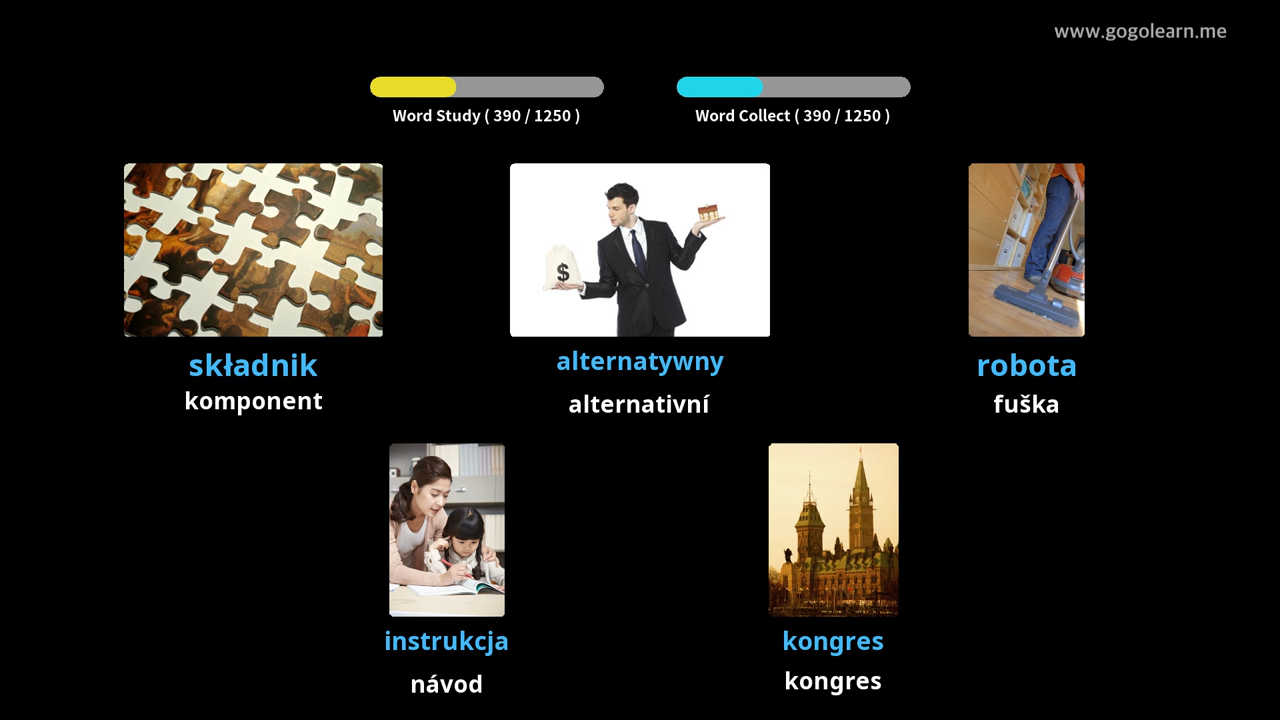 www.gogolearn.me
Word Study ( 390 / 1250 )
Word Collect ( 390 / 1250 )
$
składnik
komponent
alternatywny
alternativní
robota
fuška
instrukcja
návod
kongres
kongres